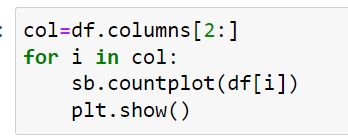 col=df.columns[2:]
for i in col:
    sb.countplot(df[i])
    plt.show()